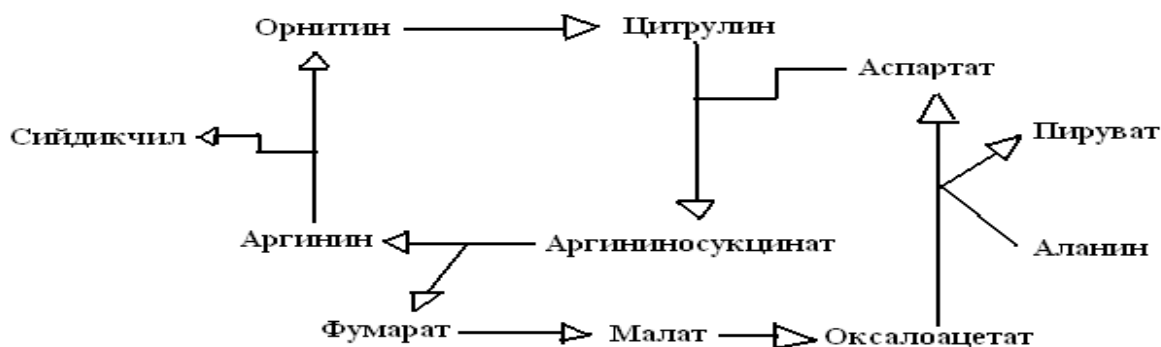 Орнитин
Цитрулин
Аспартат
Сийдикчил
Пируват
Аргинин
Аргининосукцинат
Аланин
Фумарат
Малат
Оксалоацетат